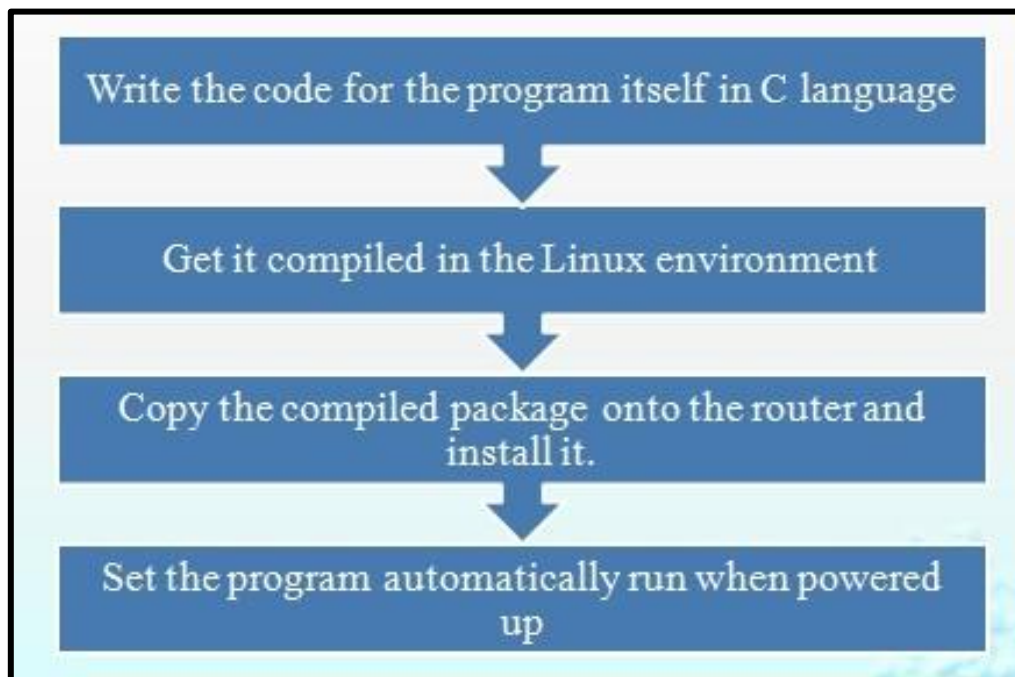 Write the code for the program itself in C language
Get it compiled in the Linux environment
Copy the compiled package onto the router and
install it.
Set the program automatically run when powered
up